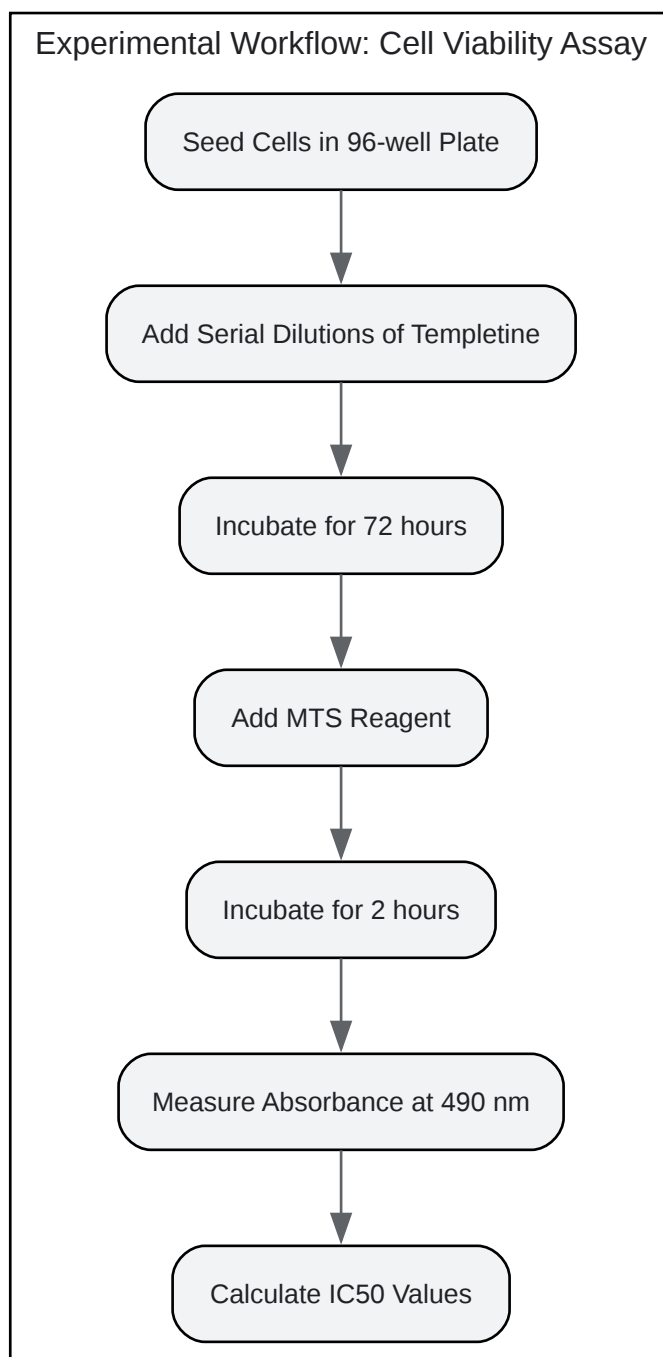 Experimental Workflow: Cell Viability Assay
Seed Cells in 96-well Plate
Add Serial Dilutions of Templetine
Incubate for 72 hours
Add MTS Reagent
Incubate for 2 hours
Measure Absorbance at 490 nm
Calculate IC50 Values